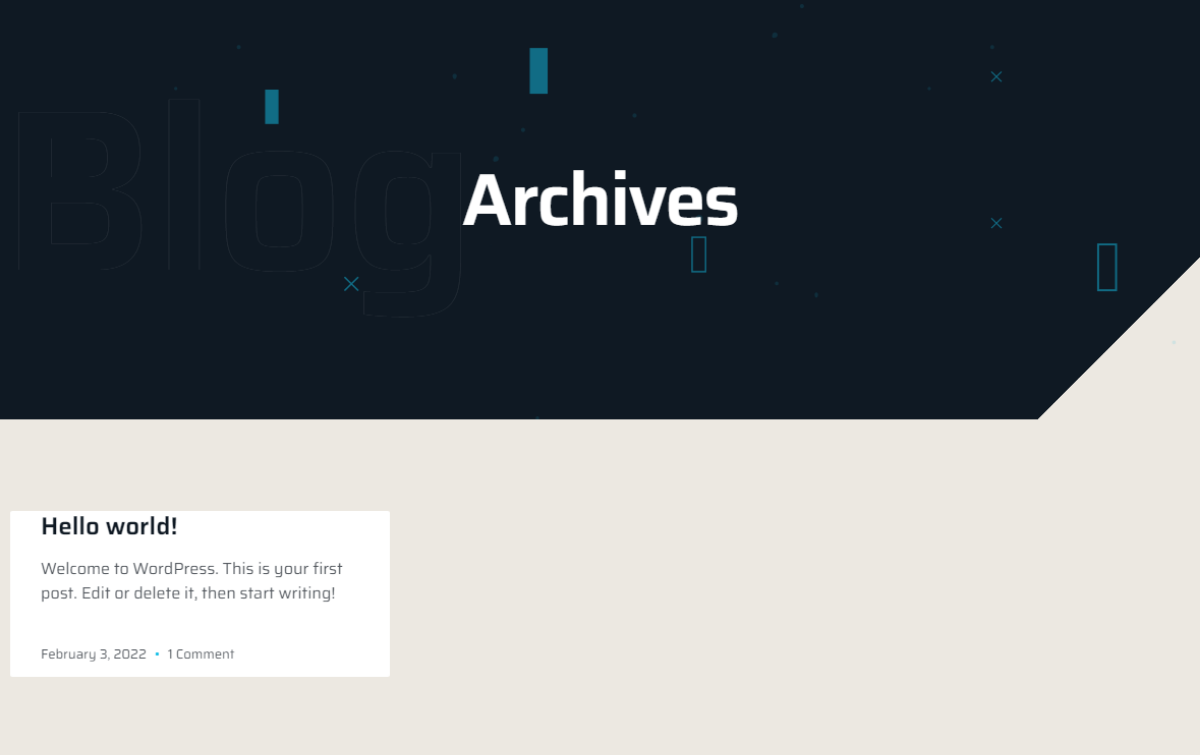 Blog
Archives
Hello world!
Welcome to WordPress. This is your first
post. Edit or delete it, then start writing!
February 3, 2022 • 1 Comment